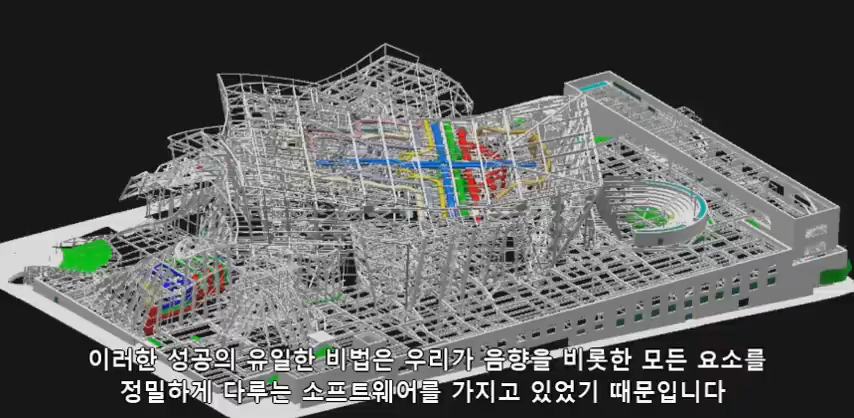 이러한 성공의 유일한 비법은 우리가 음향을 비롯한 모든 요소를
정밀하게 다루는 소프트웨어를 가지고 있었기 때문입니다